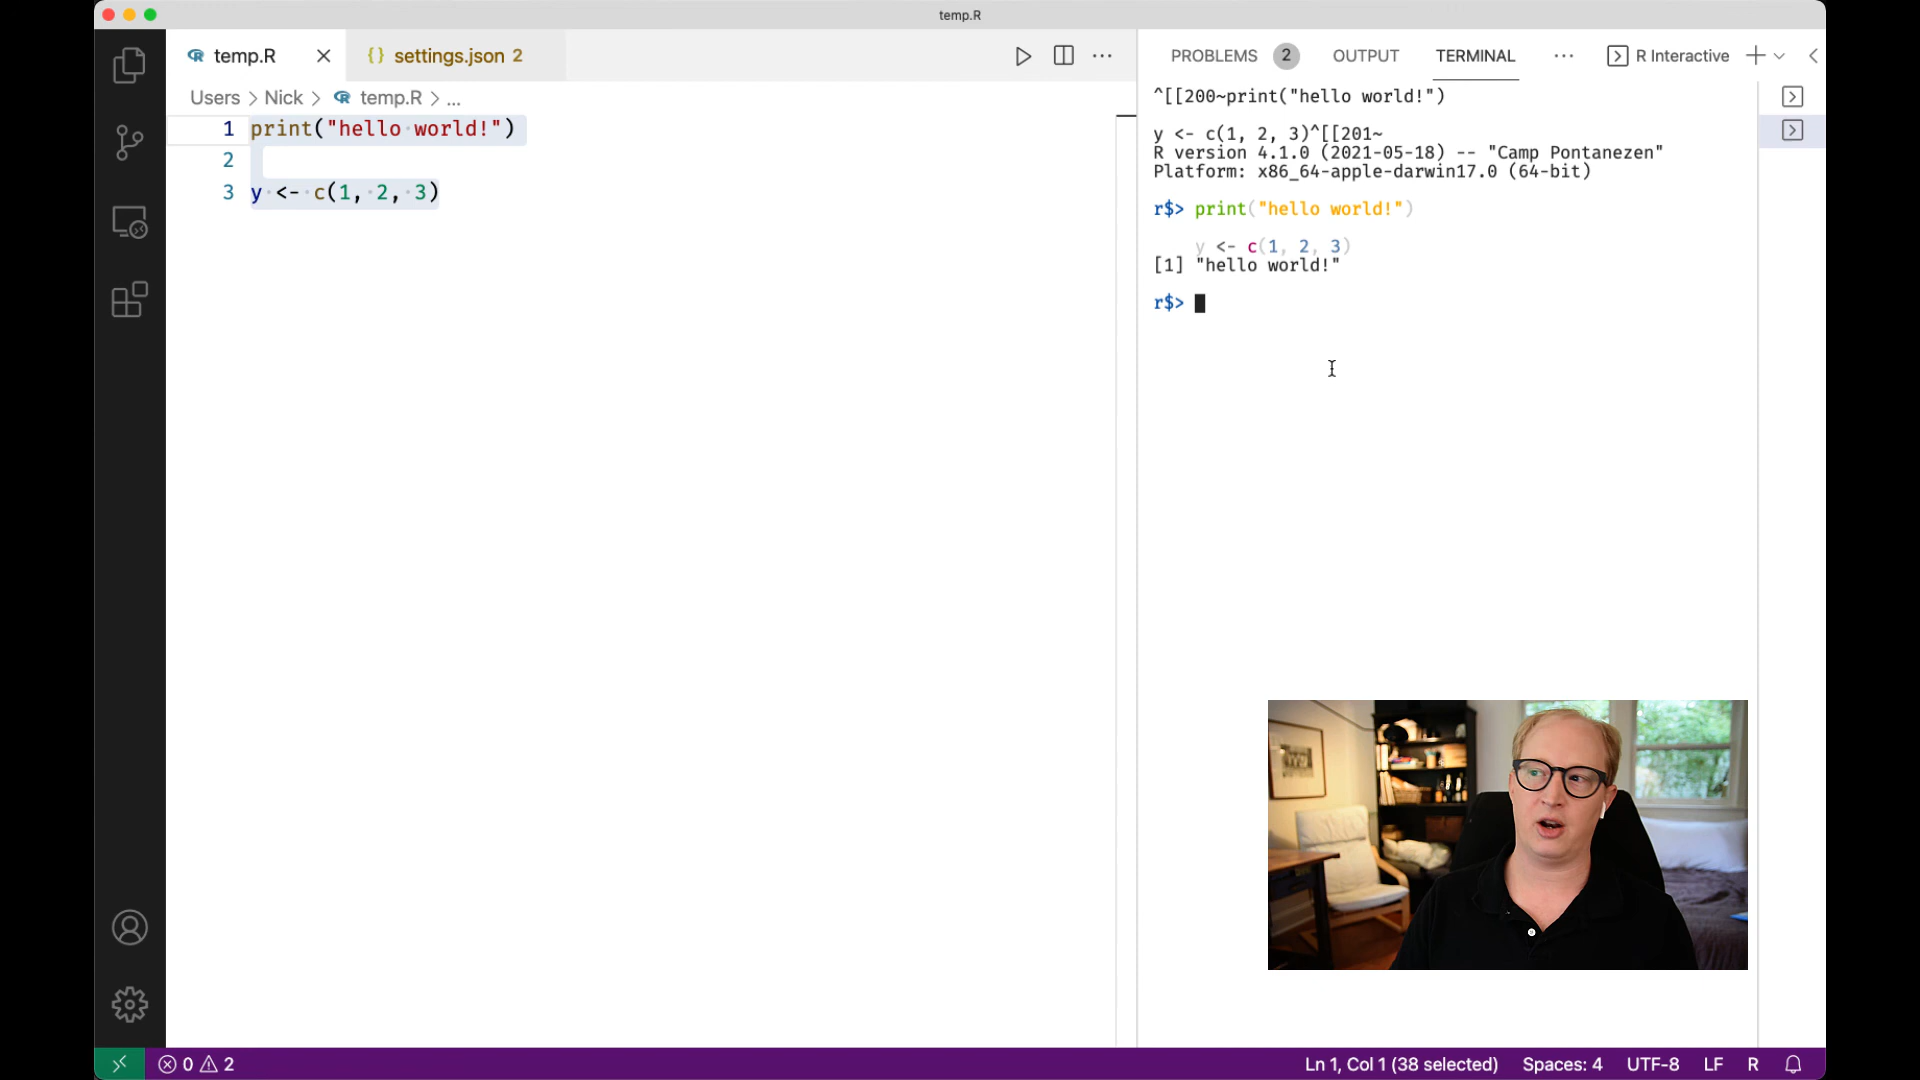 temp.R
temp.R
settings.json 2
PROBLEMS 2 OUTPUT TERMINAL ··· R Interactive
Users > Nick > temp.R > ...
1 print("hello world!")
2
3 y <- c(1, 2, 3)
^[[200~print("hello world!")
y <- c(1, 2, 3)^[[201~
R version 4.1.0 (2021-05-18) -- "Camp Pontanezen"
Platform: x86_64-apple-darwin17.0 (64-bit)
r$> print("hello world!")
y <- c(1, 2, 3)
[1] "hello world!"
r$>
0 2
Ln 1, Col 1 (38 selected) Spaces: 4 UTF-8 LF R